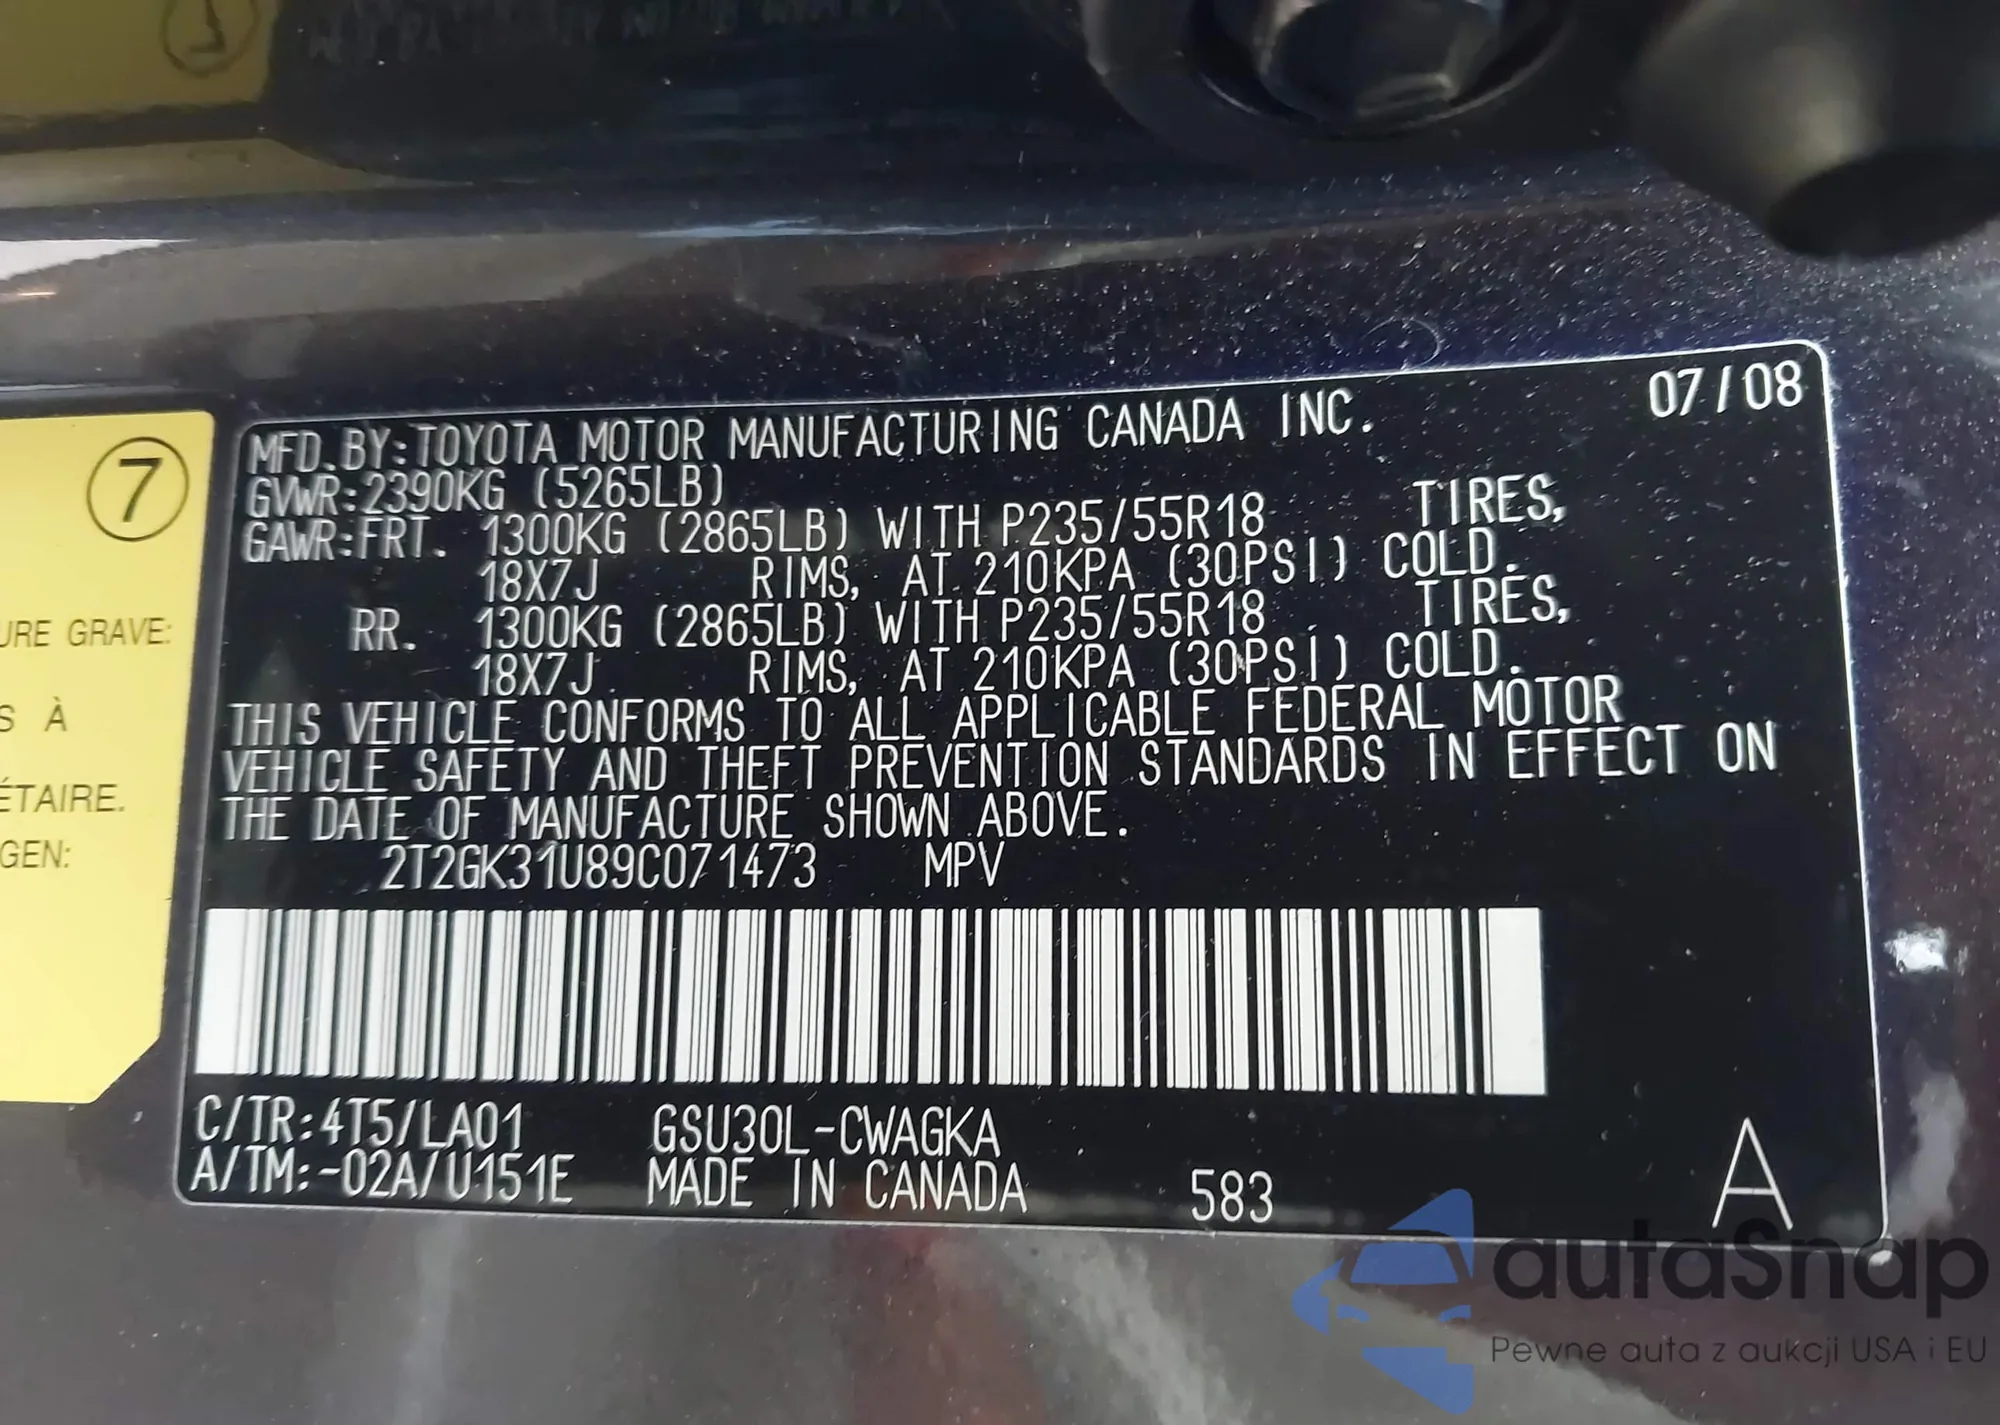 07/08
MFD.BY:TOYOTA MOTOR MANUFACTURING CANADA INC.
GVWR:2390KG (5265LB)
GAWR:FRT. 1300KG (2865LB) WITH P235/55R18 TIRES,
18X7J RIMS, AT 210KPA (30PSI) COLD.
RR. 1300KG (2865LB) WITH P235/55R18 TIRES,
18X7J RIMS, AT 210KPA (30PSI) COLD.
THIS VEHICLE CONFORMS TO ALL APPLICABLE FEDERAL MOTOR
VEHICLE SAFETY AND THEFT PREVENTION STANDARDS IN EFFECT ON
THE DATE OF MANUFACTURE SHOWN ABOVE.
2T2GK31U89C071473 MPV
C/TR:4T5/LA01 GSU30L-CWAGKA
A/TM:-02A/U151E MADE IN CANADA 583 A
7
URE GRAVE:
S À
ÉTAIRE.
GEN:
autaSnap
Pewne auta z aukcji USA i EU